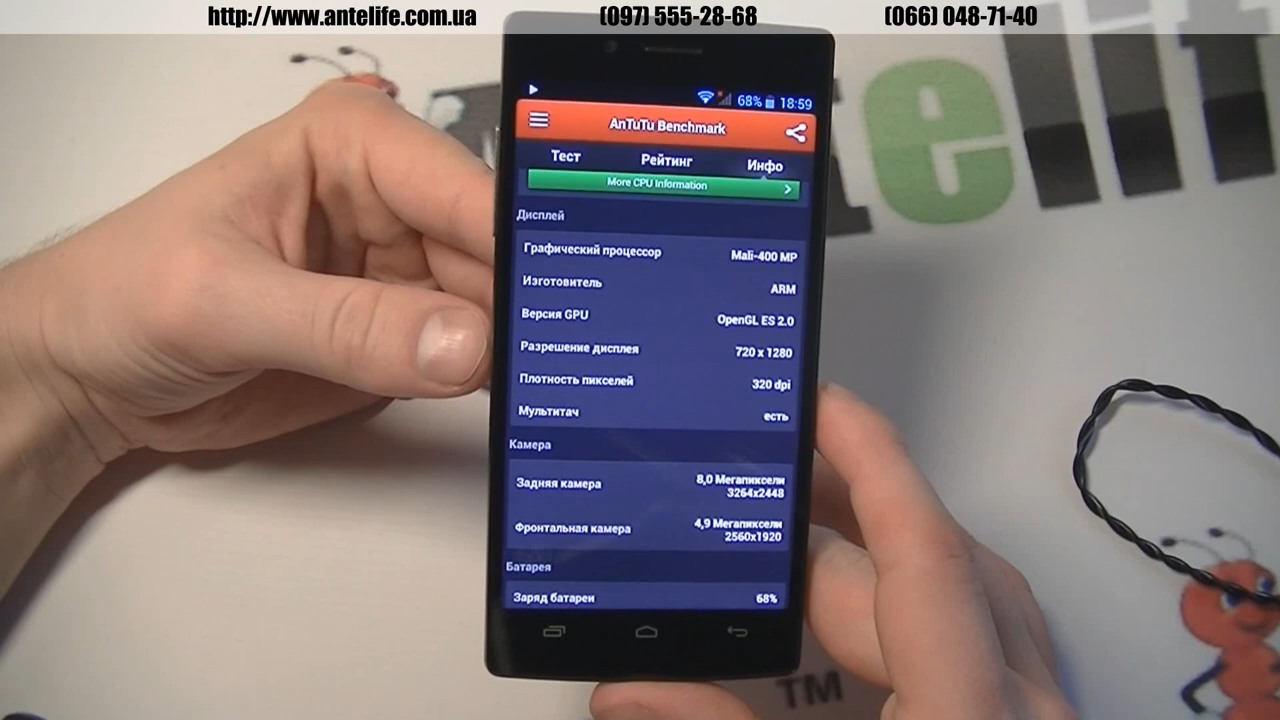 http://www.antelife.com.ua (097) 555-28-68 (066) 048-71-40
68% 18:59
AnTuTu Benchmark
Тест Рейтинг Инфо
More CPU Information
Дисплей
Графический процессор Mali-400 MP
Изготовитель ARM
Версия GPU OpenGL ES 2.0
Разрешение дисплея 720 x 1280
Плотность пикселей 320 dpi
Мультитач есть
Камера
Задняя камера 8,0 Мегапиксели
3264x2448
Фронтальная камера 4,9 Мегапиксели
2560x1920
Батарея
Заряд батареи 68%
TM